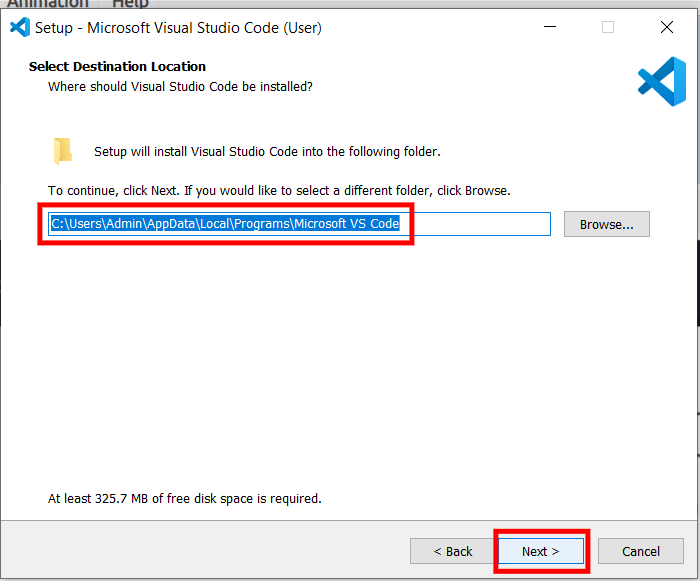 Animation Help
Setup - Microsoft Visual Studio Code (User)
Select Destination Location
Where should Visual Studio Code be installed?
Setup will install Visual Studio Code into the following folder.
To continue, click Next. If you would like to select a different folder, click Browse.
C:\Users\Admin\AppData\Local\Programs\Microsoft VS Code
Browse...
At least 325.7 MB of free disk space is required.
< Back Next > Cancel